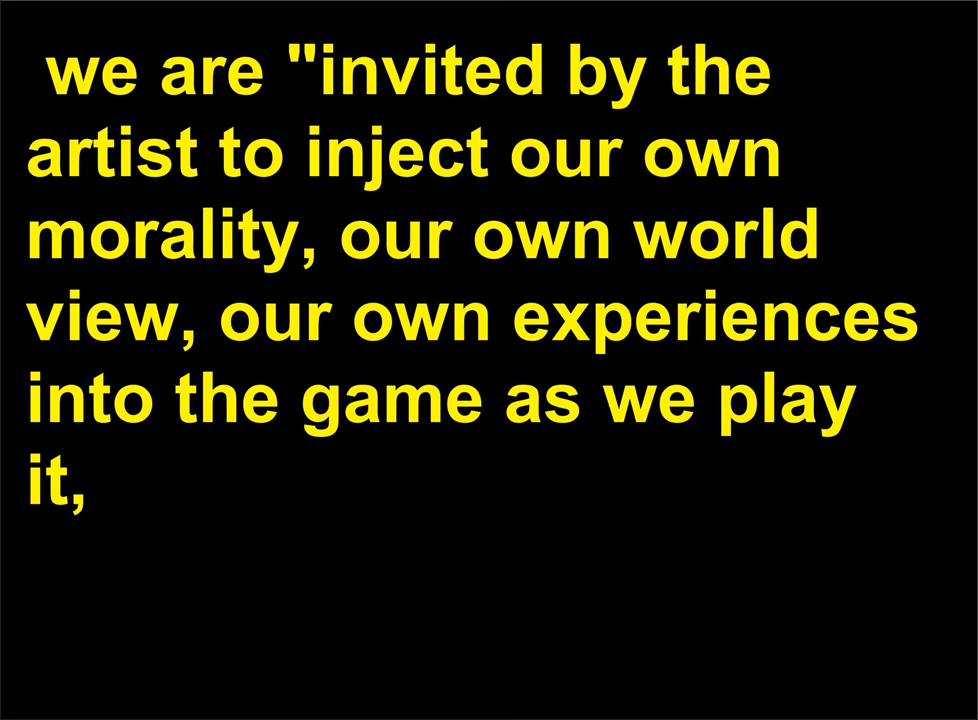 we are "invited by the
artist to inject our own
morality, our own world
view, our own experiences
into the game as we play
it,